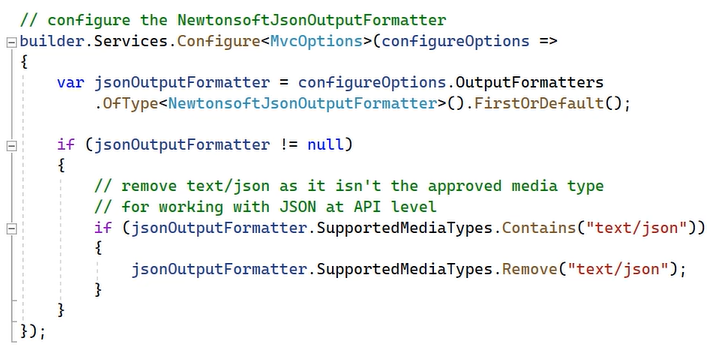 // configure the NewtonsoftJsonOutputFormatter
builder.Services.Configure<MvcOptions>(configureOptions =>
{
    var jsonOutputFormatter = configureOptions.OutputFormatters
        .OfType<NewtonsoftJsonOutputFormatter>().FirstOrDefault();

    if (jsonOutputFormatter != null)
    {
        // remove text/json as it isn't the approved media type
        // for working with JSON at API level
        if (jsonOutputFormatter.SupportedMediaTypes.Contains("text/json"))
        {
            jsonOutputFormatter.SupportedMediaTypes.Remove("text/json");
        }
    }
});